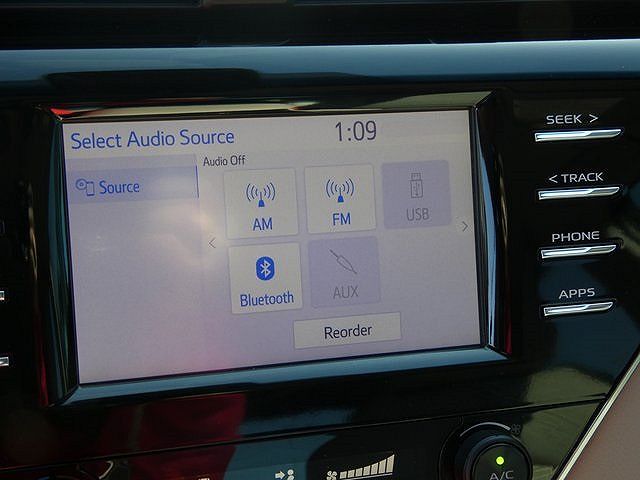 Select Audio Source
1:09
Source
Audio Off
AM
FM
USB
Bluetooth
AUX
Reorder
SEEK >
< TRACK
PHONE
APPS
A/C